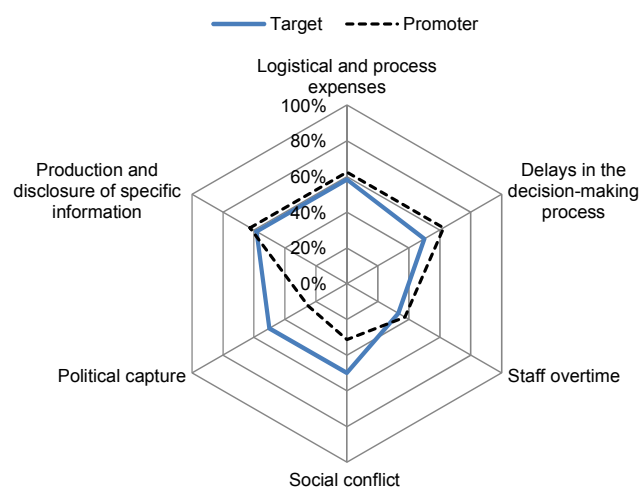 Target
Promoter
Logistical and process
expenses
100%
80%
60%
40%
20%
0%
Delays in the
decision-making
process
Staff overtime
Social conflict
Political capture
Production and
disclosure of specific
information